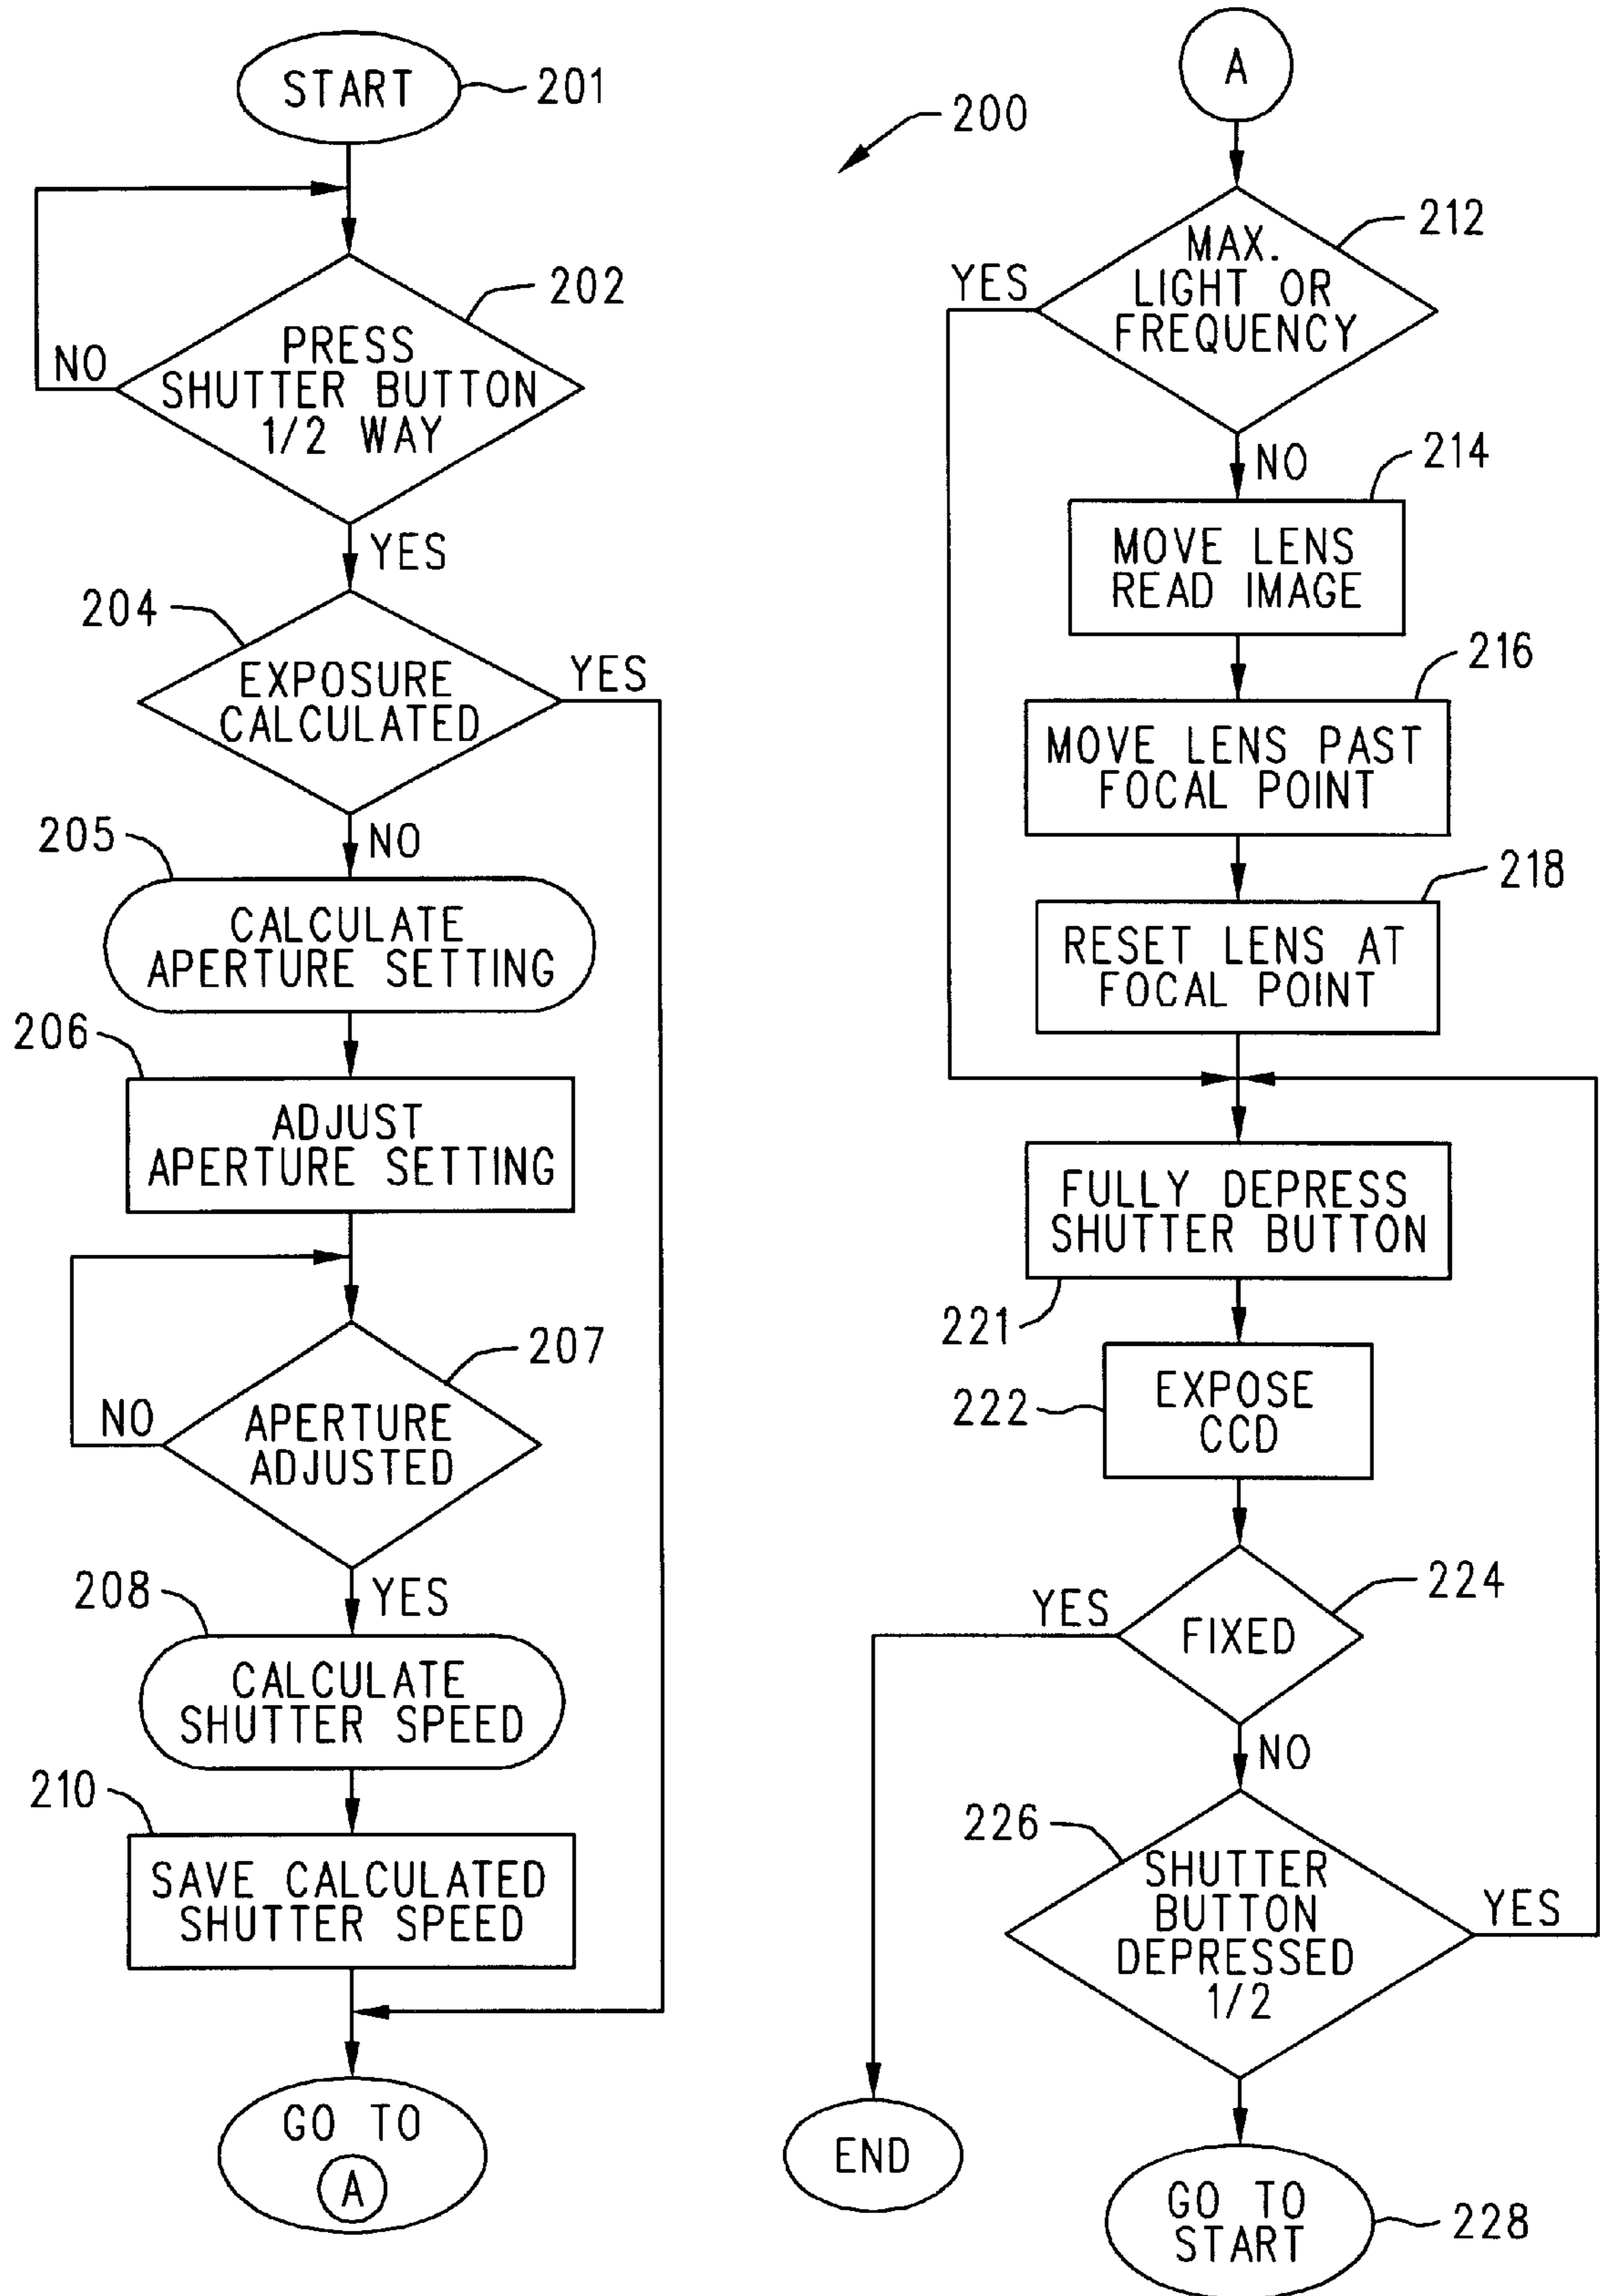 START
201
202
PRESS
SHUTTER BUTTON
1/2 WAY
NO
YES
204
EXPOSURE
CALCULATED
YES
NO
205
CALCULATE
APERTURE SETTING
206
ADJUST
APERTURE SETTING
207
APERTURE
ADJUSTED
NO
YES
208
CALCULATE
SHUTTER SPEED
210
SAVE CALCULATED
SHUTTER SPEED
GO TO
A
200
A
212
MAX.
LIGHT OR
FREQUENCY
YES
NO
214
MOVE LENS
READ IMAGE
216
MOVE LENS PAST
FOCAL POINT
218
RESET LENS AT
FOCAL POINT
FULLY DEPRESS
SHUTTER BUTTON
221
222
EXPOSE
CCD
224
FIXED
YES
NO
226
SHUTTER
BUTTON
DEPRESSED
1/2
YES
END
GO TO
START
228